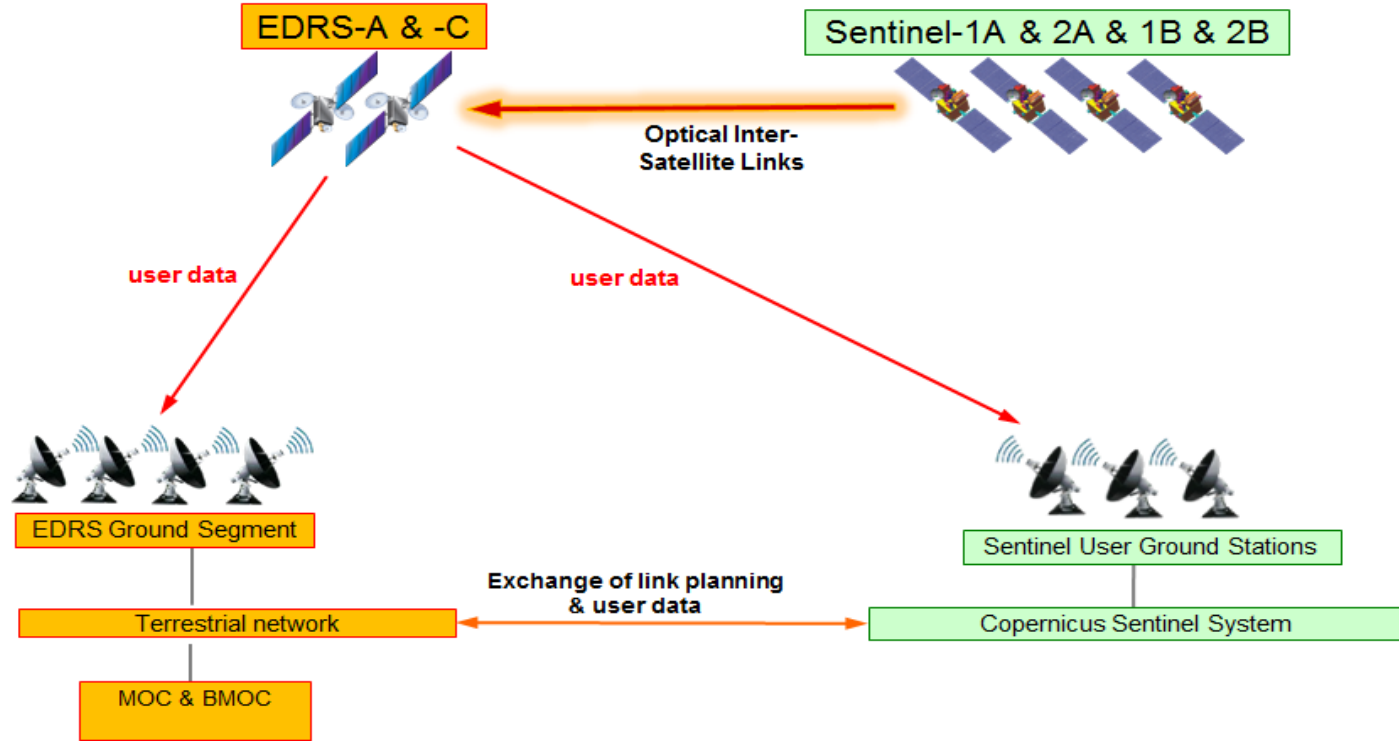 EDRS-A & -C
Sentinel-1A & 2A & 1B & 2B
Optical Inter-
Satellite Links
user data
user data
EDRS Ground Segment
Sentinel User Ground Stations
Exchange of link planning
& user data
Terrestrial network
Copernicus Sentinel System
MOC & BMOC